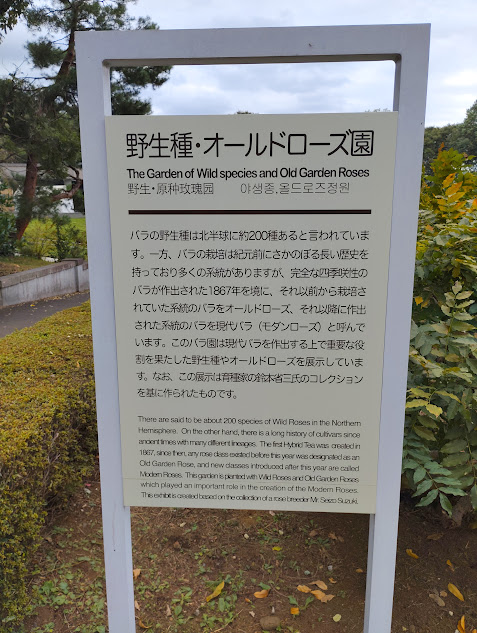 野生種・オールドローズ園
The Garden of Wild species and Old Garden Roses
野生・原种玫瑰园 야생종,올드로즈정원
バラの野生種は北半球に約200種あると言われていま
す。一方、バラの栽培は紀元前にさかのぼる長い歴史を
持っており多くの系統がありますが、完全な四季咲性の
バラが作出された1867年を境に、それ以前から栽培さ
れていた系統のバラをオールドローズ、それ以降に作出
された系統のバラを現代バラ（モダンローズ）と呼んで
います。このバラ園は現代バラを作出する上で重要な役
割を果たした野生種やオールドローズを展示していま
す。なお、この展示は育種家の鈴木省三氏のコレクション
を基に作られたものです。
There are said to be about 200 species of Wild Roses in the Northern
Hemisphere. On the other hand, there is a long history of cultivars since
ancient times with many different lineages. The first Hybrid Tea was created in
1867, since then, any rose class existed before this year was designated as an
Old Garden Rose, and new classes introduced after this year are called
Modern Roses. This garden is planted with Wild Roses and Old Garden Roses
which played an important role in the creation of the Modern Roses.
This exhibit is created based on the collection of a rose breeder Mr. Seizo Suzuki.